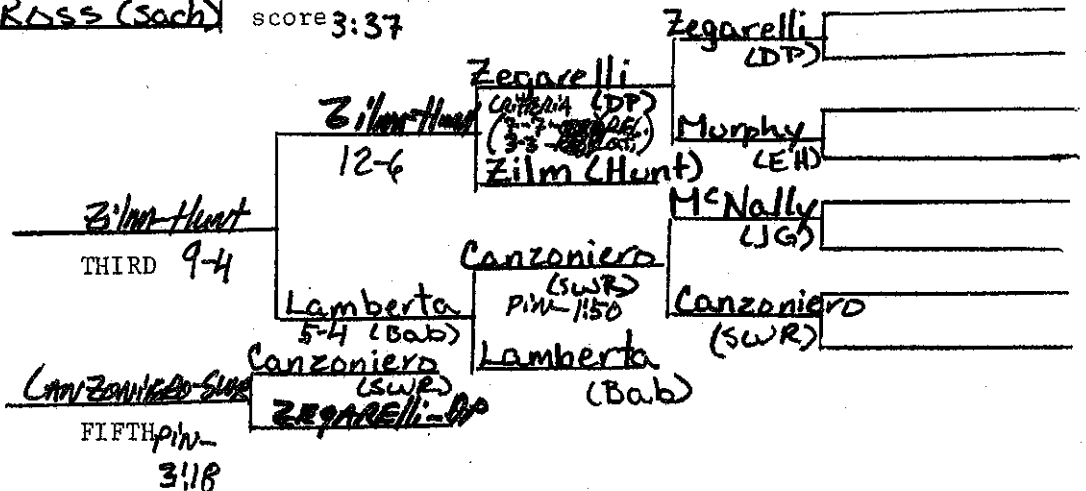 Ross (Sach) score 3:37
Zegarelli
(DP)
Zegarelli
Criteria (DP)
Zilm-Hunt
12-6
Murphy
(EH)
Zilm (Hunt)
McNally
(JG)
Zilm-Hunt
THIRD 9-4
Canzoniero
(SWR)
Pin-1:50
Canzoniero
(SWR)
Lamberta
5-4 (Bab)
Lamberta
(Bab)
Canzoniero
(SWR)
Canzoniero-SWR
Zegarelli-DP
FIFTH Pin-
3:18